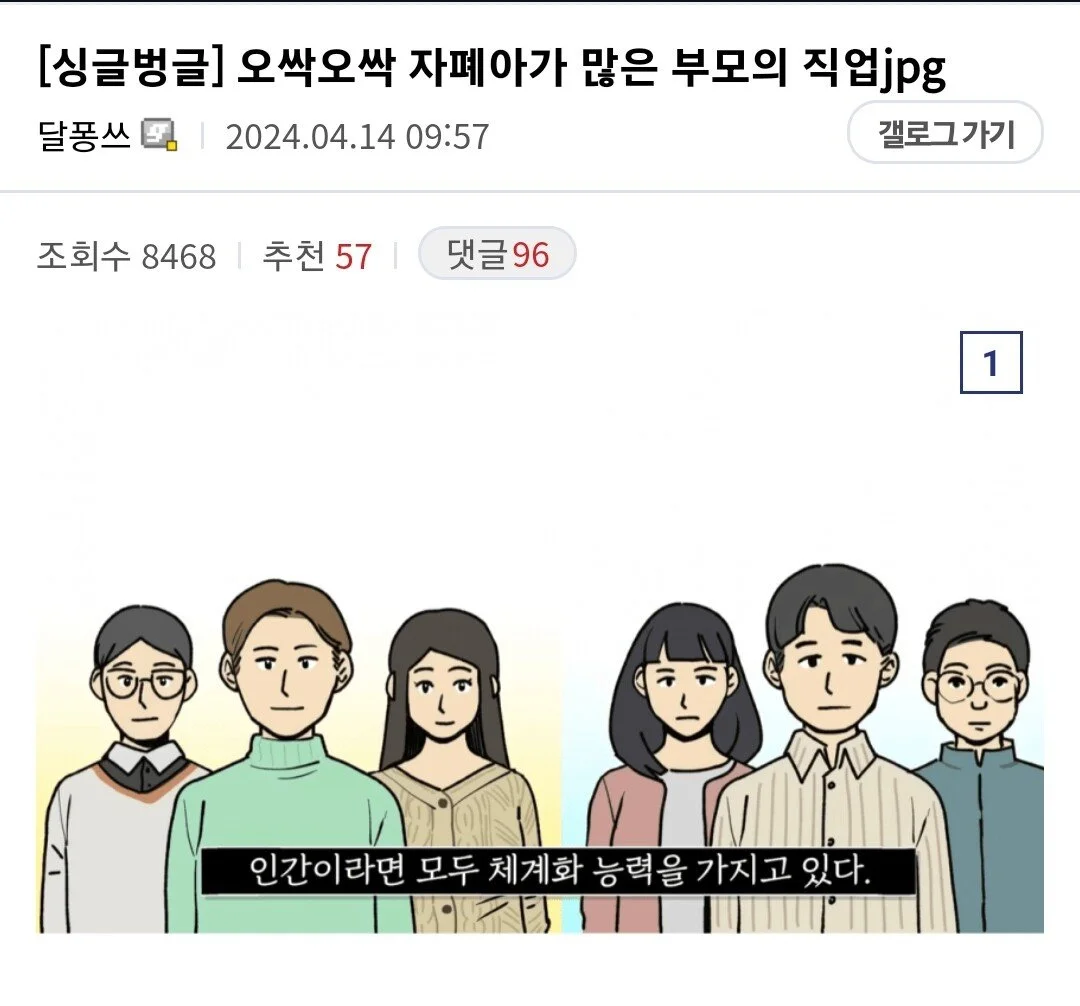 [싱글벙글] 오싹오싹 자폐아가 많은 부모의 직업jpg
달퐁쓰 2024.04.14 09:57 갤로그 가기
조회수 8468 추천 57 댓글 96
1
인간이라면 모두 체계화 능력을 가지고 있다.